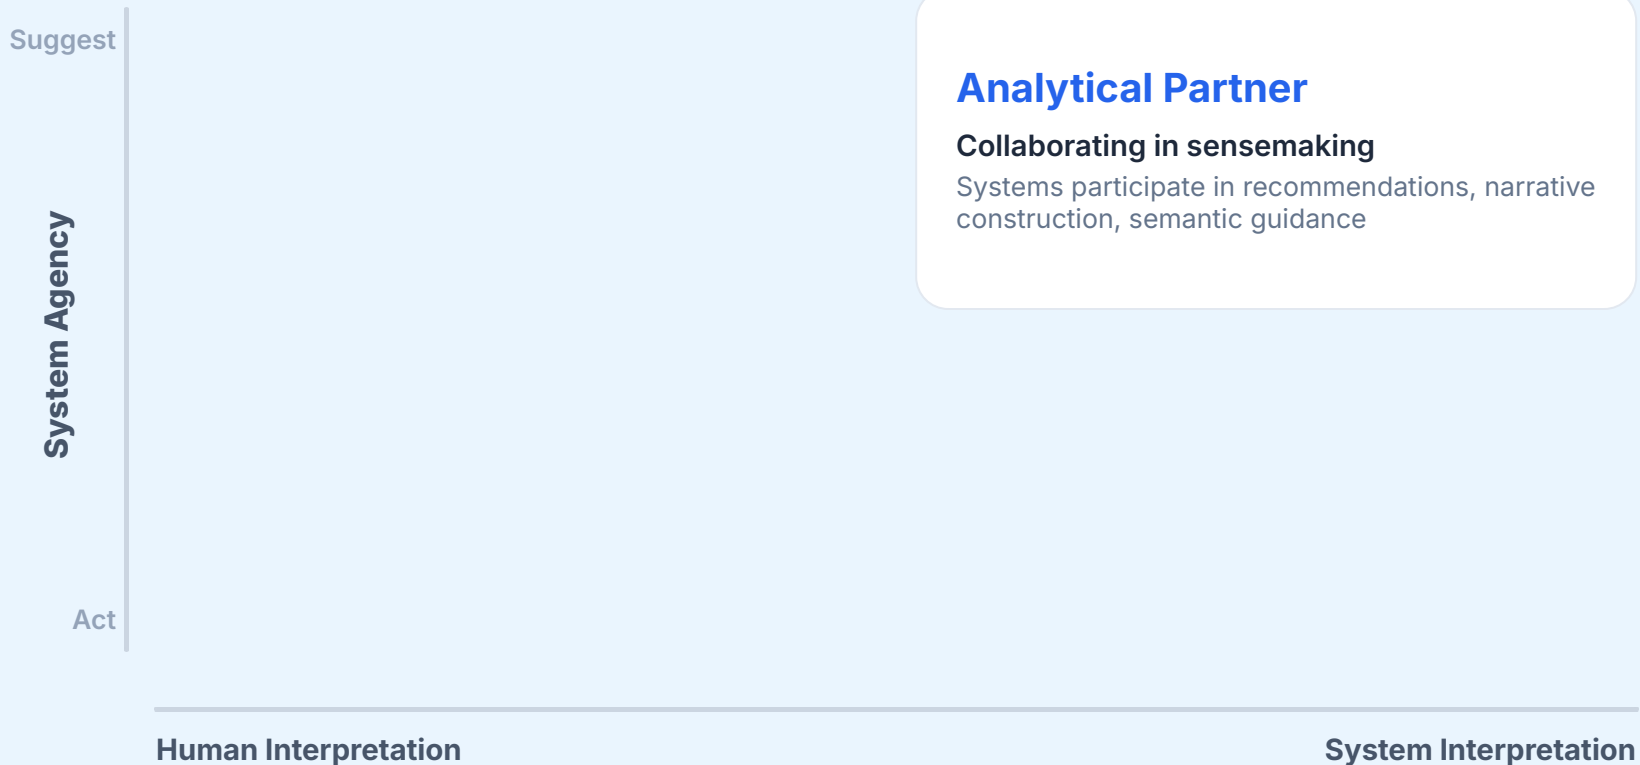 Suggest
Analytical Partner
Collaborating in sensemaking
Systems participate in recommendations, narrative
construction, semantic guidance
System Agency
Act
Human Interpretation
System Interpretation